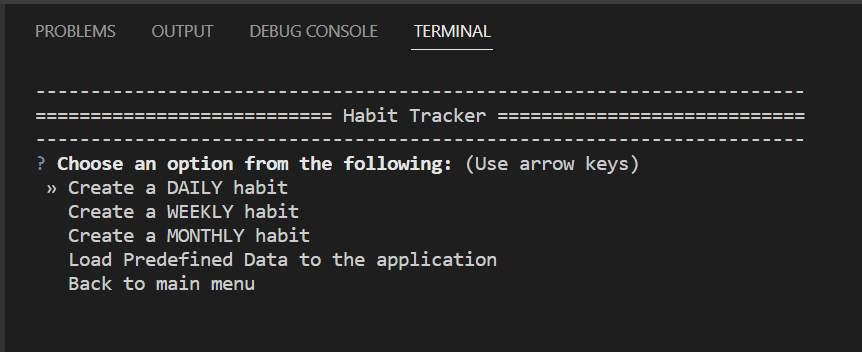 PROBLEMS OUTPUT DEBUG CONSOLE TERMINAL
----------------------------------------------------------------------
=========================== Habit Tracker ============================
----------------------------------------------------------------------
? Choose an option from the following: (Use arrow keys)
» Create a DAILY habit
Create a WEEKLY habit
Create a MONTHLY habit
Load Predefined Data to the application
Back to main menu